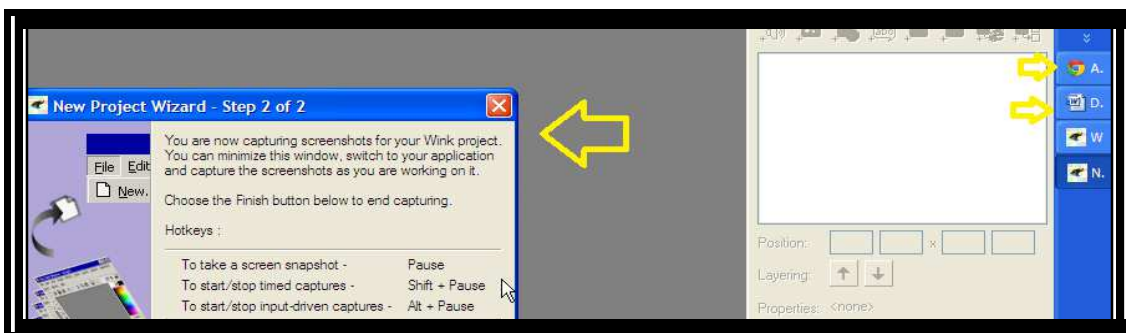 New Project Wizard - Step 2 of 2
You are now capturing screenshots for your Wink project.
You can minimize this window, switch to your application
and capture the screenshots as you are working on it.
File Edit
New.
Choose the Finish button below to end
capturing.
Hotkeys :
To take a screen snapshot - Pause
To start/stop timed captures - Shift + Pause
To start/stop input-driven captures - Alt + Pause
Position: x
Layering:
Properties: <none>
A.
D.
W
N.